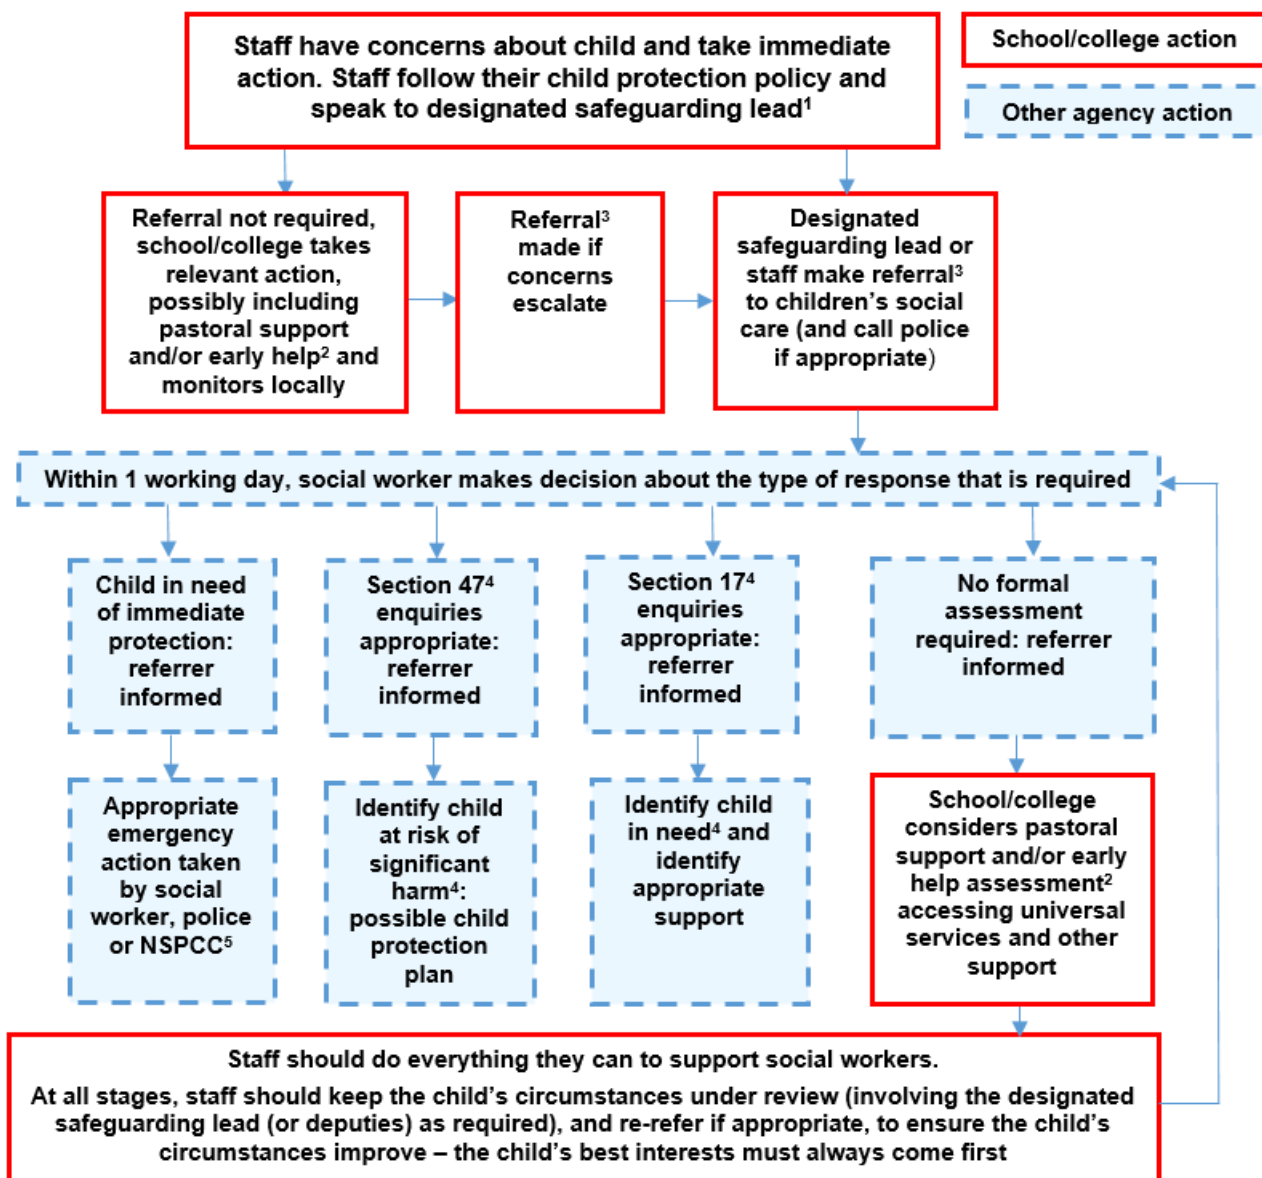 Staff have concerns about child and take immediate
action. Staff follow their child protection policy and
speak to designated safeguarding lead¹
School/college action
Other agency action
Referral not required,
school/college takes
relevant action,
possibly including
pastoral support
and/or early help² and
monitors locally
Referral³
made if
concerns
escalate
Designated
safeguarding lead or
staff make referral³
to children’s social
care (and call police
if appropriate)
Within 1 working day, social worker makes decision about the type of response that is required
Child in need
of immediate
protection:
referrer
informed
Section 47⁴
enquiries
appropriate:
referrer
informed
Section 17⁴
enquiries
appropriate:
referrer
informed
No formal
assessment
required: referrer
informed
Appropriate
emergency
action taken
by social
worker, police
or NSPCC⁵
Identify child
at risk of
significant
harm⁴:
possible child
protection
plan
Identify child
in need⁴ and
identify
appropriate
support
School/college
considers pastoral
support and/or early
help assessment²
accessing universal
services and other
support
Staff should do everything they can to support social workers.
At all stages, staff should keep the child’s circumstances under review (involving the designated
safeguarding lead (or deputies) as required), and re-refer if appropriate, to ensure the child’s
circumstances improve – the child’s best interests must always come first